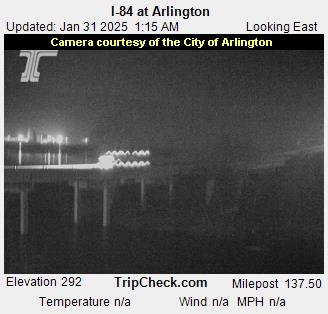 I-84 at Arlington
Updated: Jan 31 2025 1:15 AM Looking East
Camera courtesy of the City of Arlington
Elevation 292 TripCheck.com Milepost 137.50
Temperature n/a Wind n/a MPH n/a